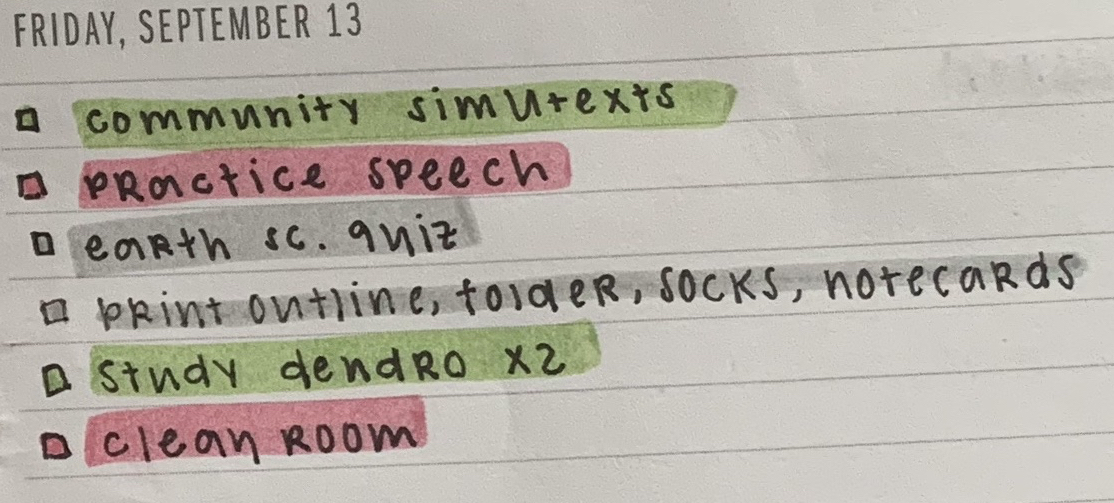 FRIDAY, SEPTEMBER 13
community simutexts
practice speech
earth sc. quiz
print outline, folder, socks, notecards
study dendro x2
clean room